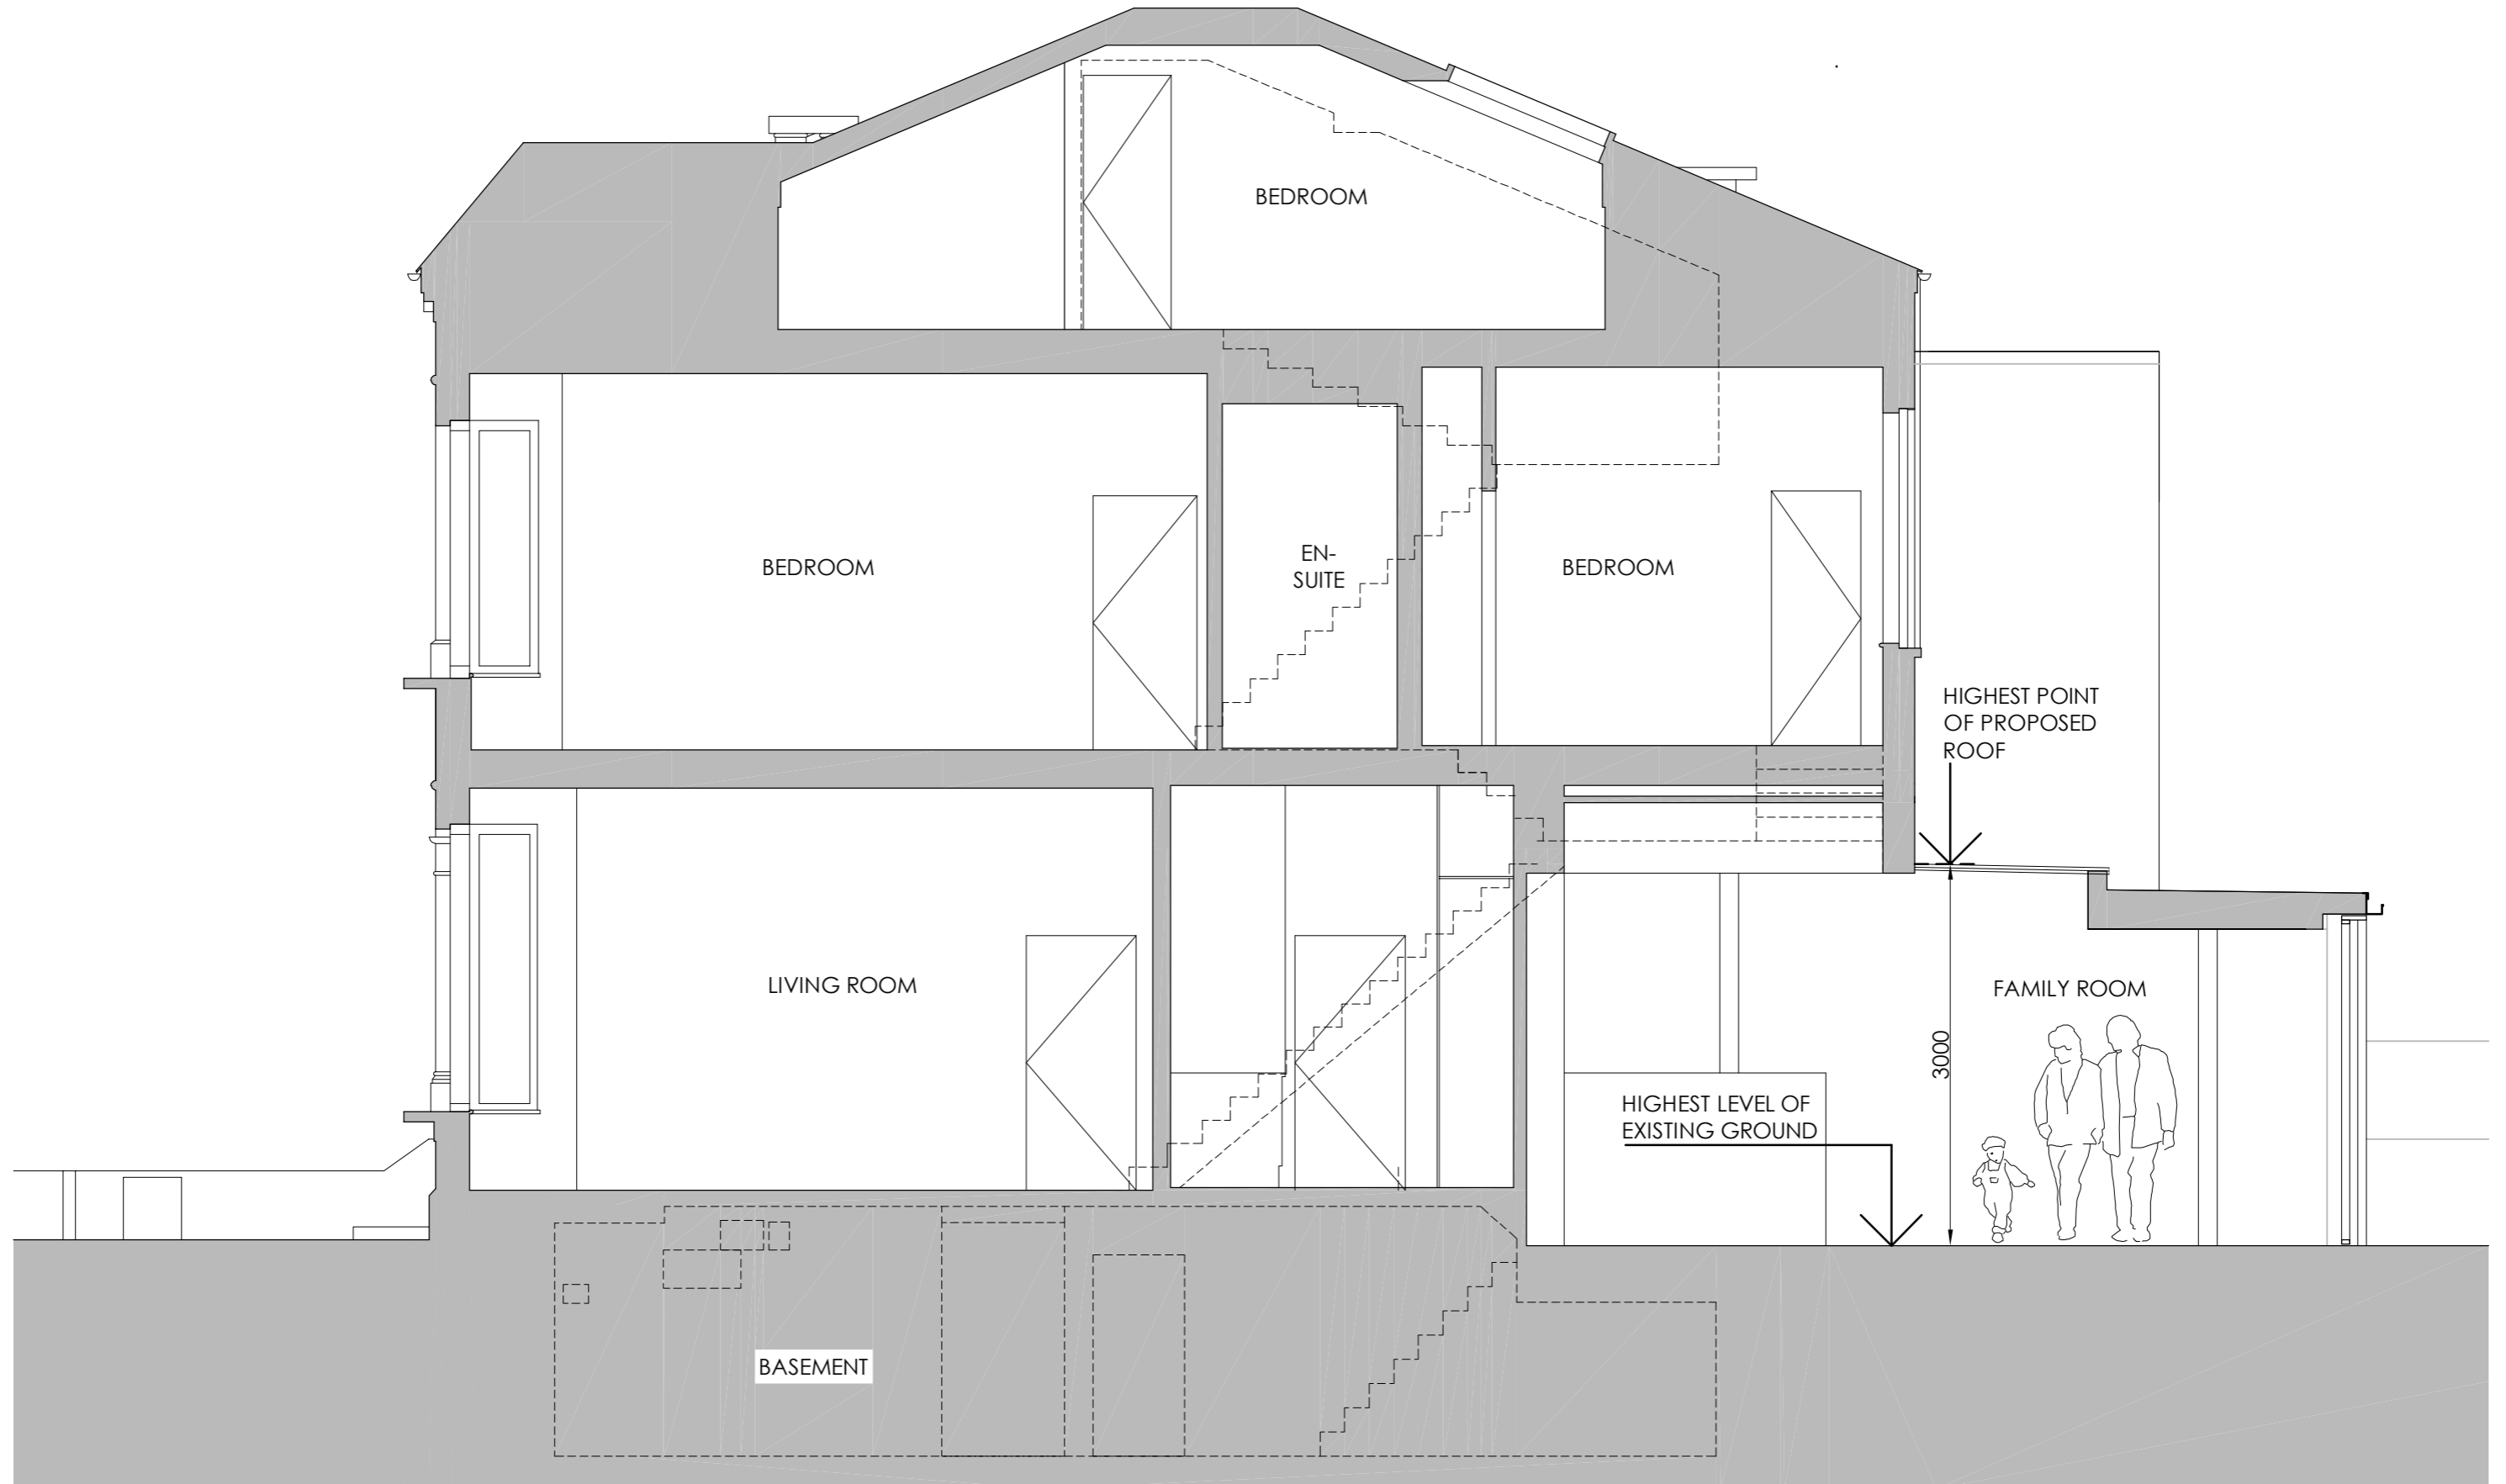 BEDROOM
BEDROOM
EN-
SUITE
BEDROOM
HIGHEST POINT
OF PROPOSED
ROOF
LIVING ROOM
FAMILY ROOM
3000
HIGHEST LEVEL OF
EXISTING GROUND
BASEMENT